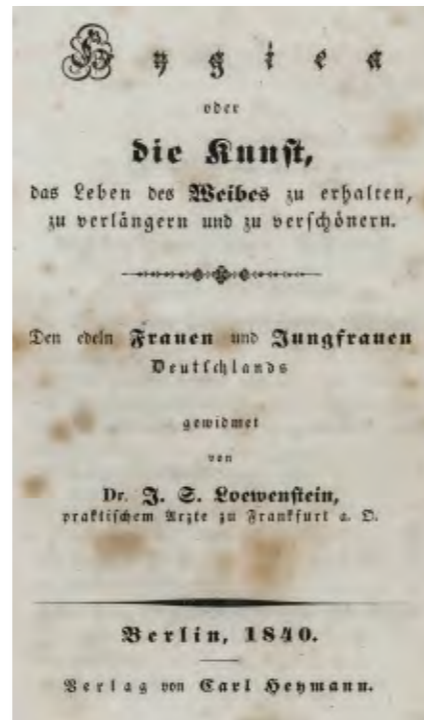 Hygiea
oder
die Kunst,
das Leben des Weibes zu erhalten,
zu verlängern und zu verschönern.
Den edeln Frauen und Jungfrauen
Deutschlands
gewidmet
von
Dr. J. S. Loewenstein,
praktischem Arzte zu Frankfurt a. O.
Berlin, 1840.
Verlag von Carl Heymann.